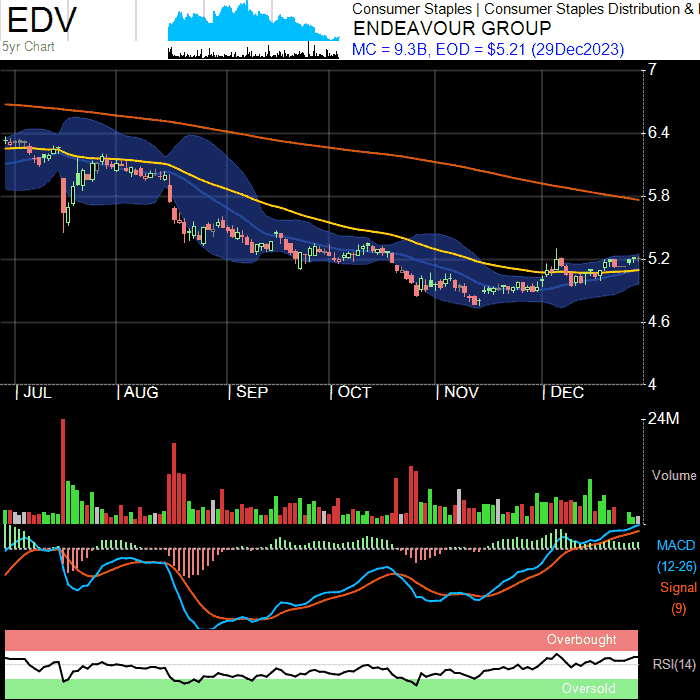 EDV
5yr Chart
Consumer Staples | Consumer Staples Distribution &
ENDEAVOUR GROUP
MC = 9.3B, EOD = $5.21 (29Dec2023)
7
6.4
5.8
5.2
4.6
4
| JUL | AUG | SEP | OCT | NOV | DEC
24M
Volume
MACD
(12-26)
Signal
(9)
Overbought
RSI(14)
Oversold